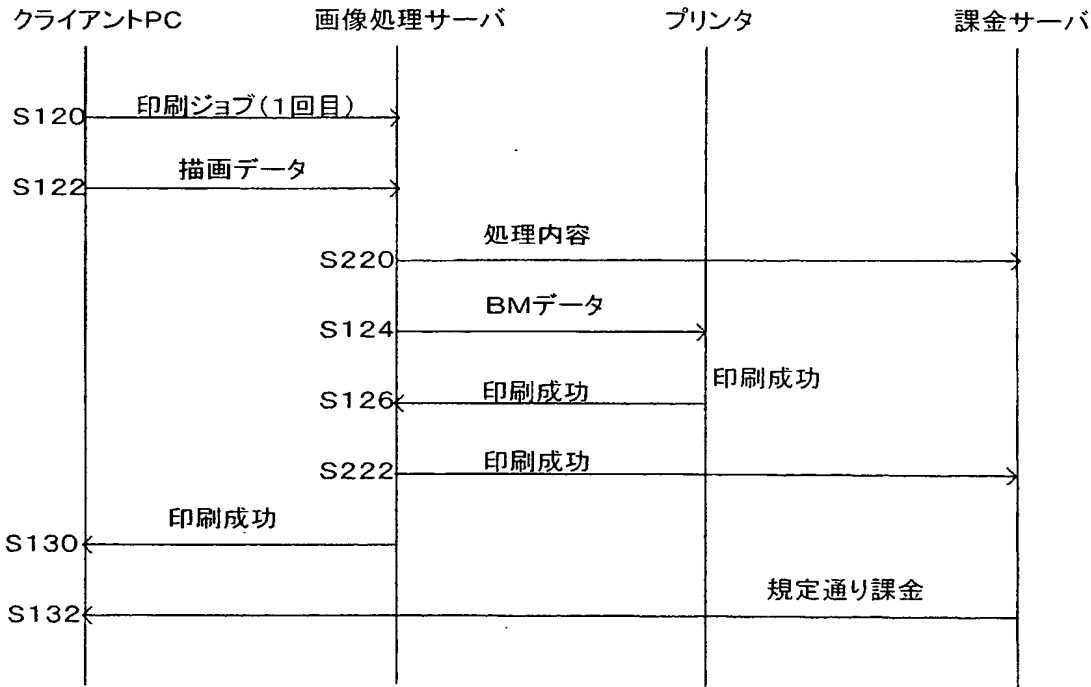 クライアントPC
画像処理サーバ
プリンタ
課金サーバ
S120
印刷ジョブ(1回目)
S122
描画データ
S220
処理内容
S124
BMデータ
S126
印刷成功
印刷成功
S222
印刷成功
S130
印刷成功
S132
規定通り課金